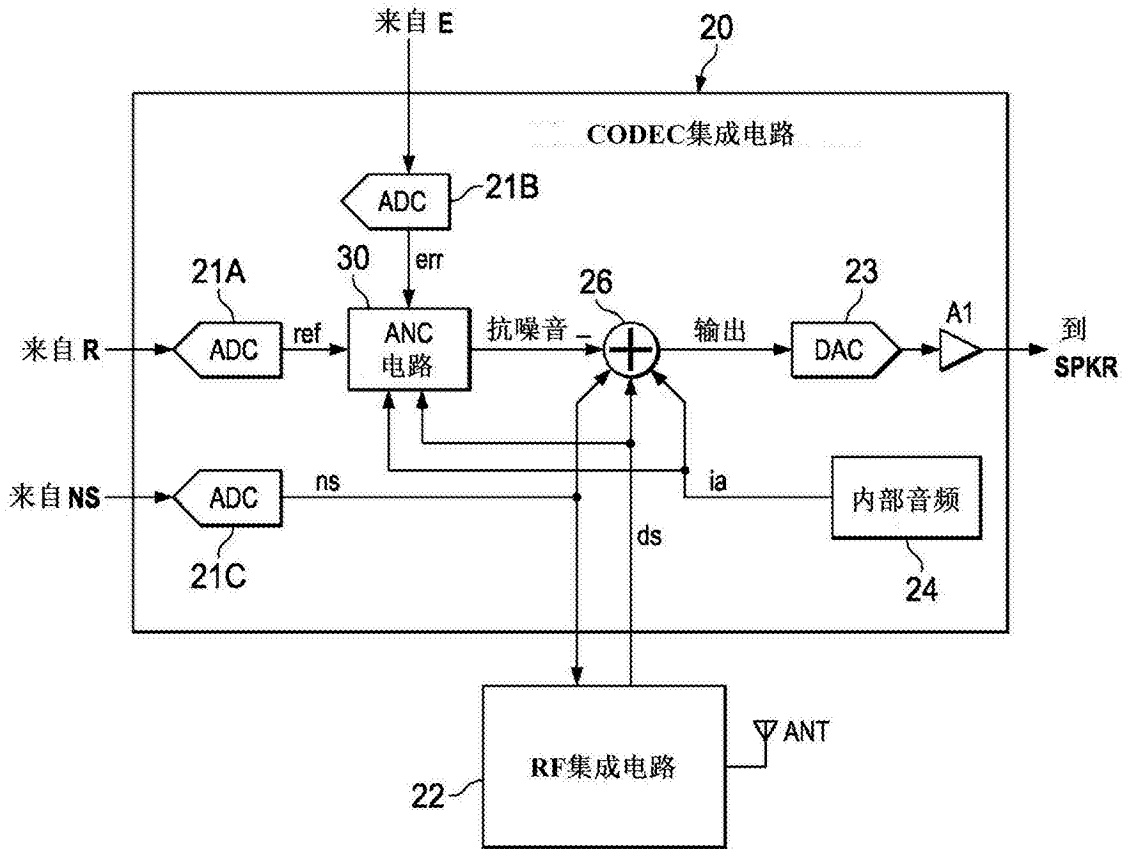 来自 E
20
CODEC集成电路
ADC
21B
err
30
21A
来自 R
ADC
ref
ANC
电路
抗噪音
−
26
输出
23
DAC
A1
到
SPKR
来自 NS
ADC
21C
ns
ia
ds
内部音频
24
RF集成电路
22
ANT